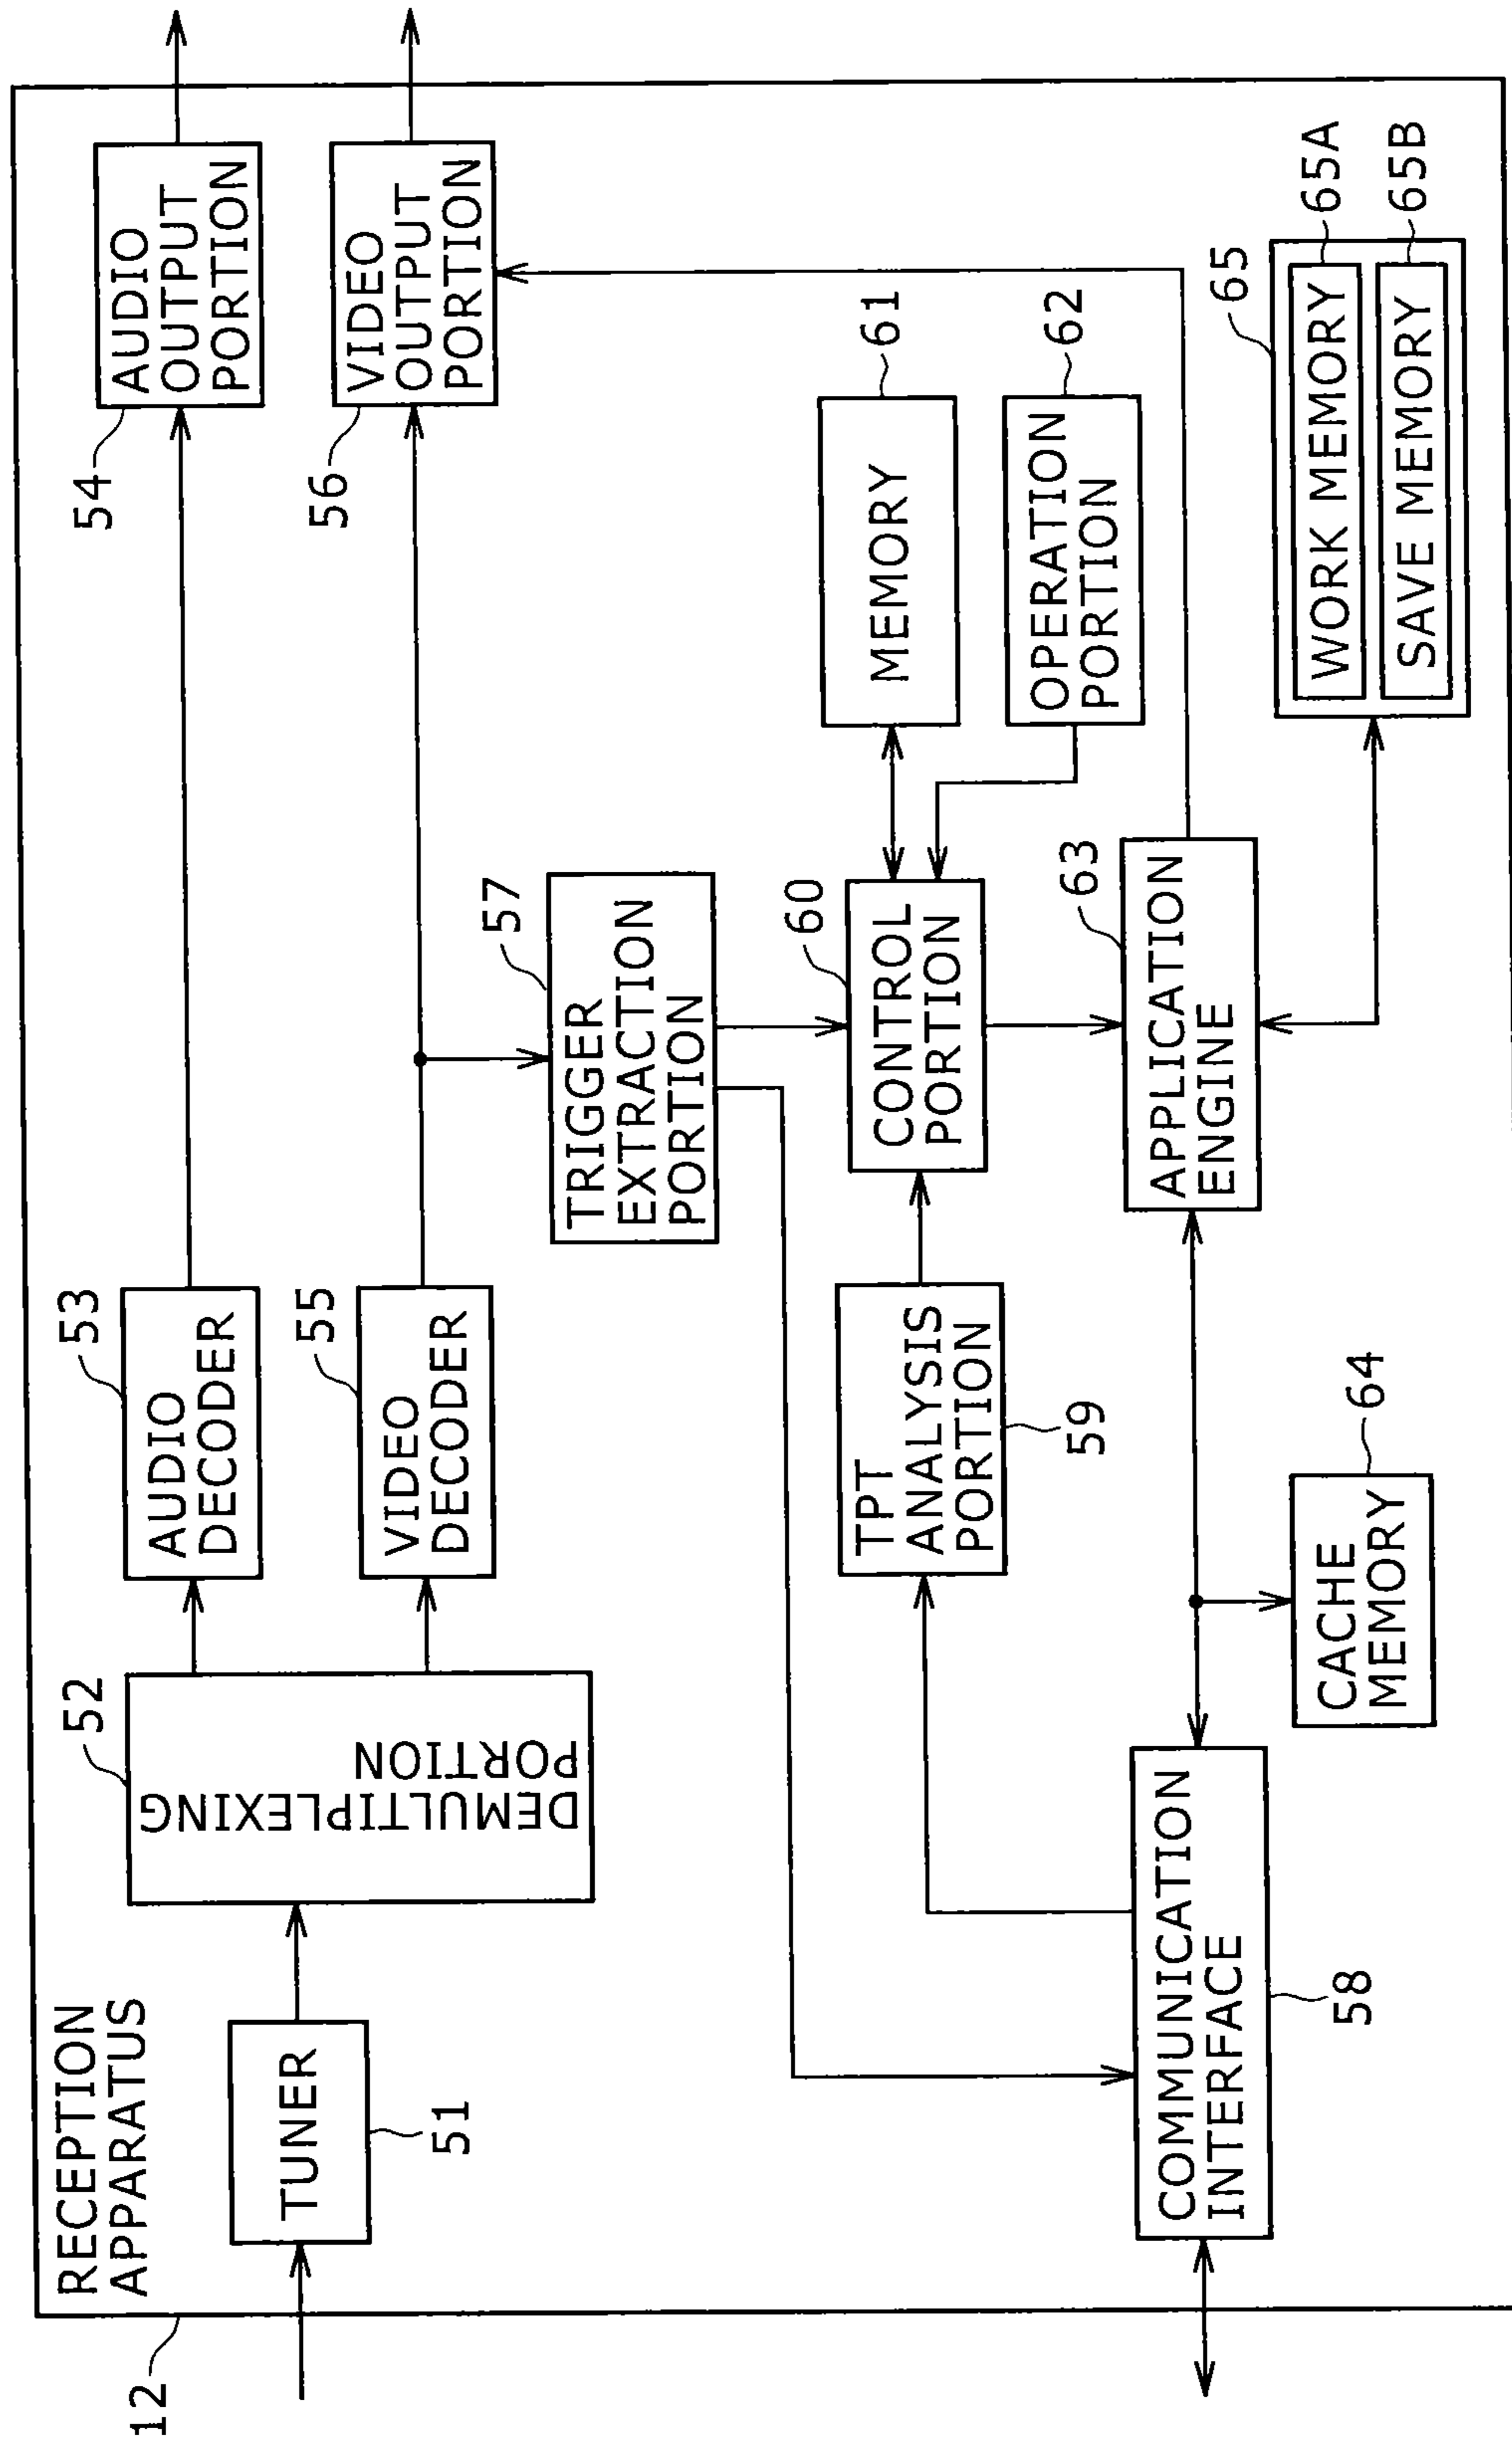 12
RECEPTION
APPARATUS
TUNER
51
52
DEMULTIPLEXING
PORTION
53
AUDIO
DECODER
54
AUDIO
OUTPUT
PORTION
55
VIDEO
DECODER
56
VIDEO
OUTPUT
PORTION
57
TRIGGER
EXTRACTION
PORTION
COMMUNICATION
INTERFACE
58
TPT
ANALYSIS
PORTION
59
60
CONTROL
PORTION
MEMORY
61
OPERATION
PORTION
62
63
APPLICATION
ENGINE
CACHE
MEMORY
64
65
WORK MEMORY
65A
SAVE MEMORY
65B